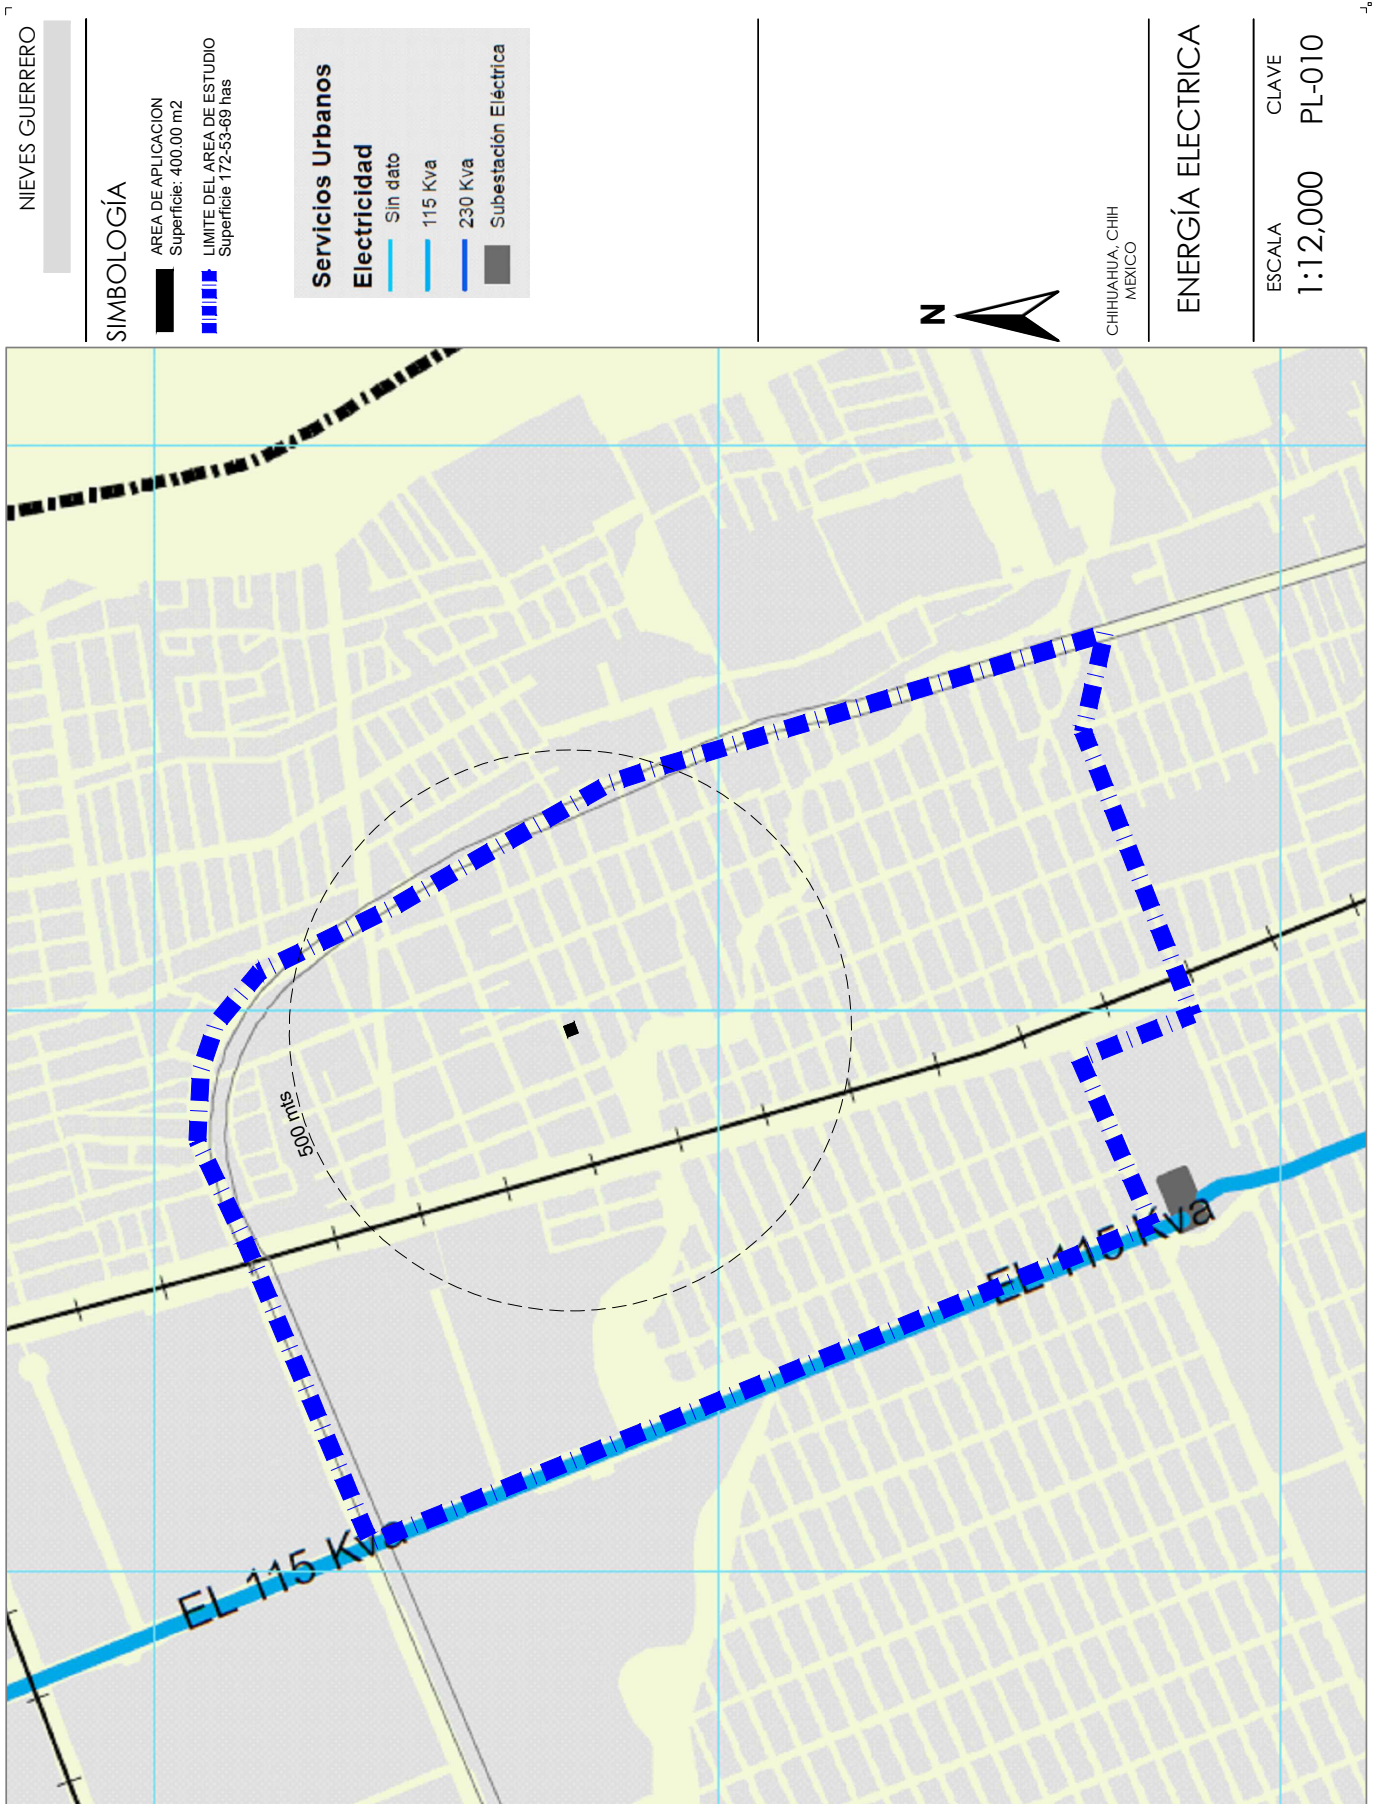 NIEVES GUERRERO
SIMBOLOGÍA
AREA DE APLICACION
Superficie: 400.00 m2
LIMITE DEL AREA DE ESTUDIO
Superficie 172-53-69 has
Servicios Urbanos
Electricidad
Sin dato
115 Kva
230 Kva
Subestación Eléctrica
N
CHIHUAHUA, CHIH
MEXICO
ENERGÍA ELECTRICA
ESCALA
1:12,000
CLAVE
PL-010
500 mts
EL 115 Kva
EL 115 Kva